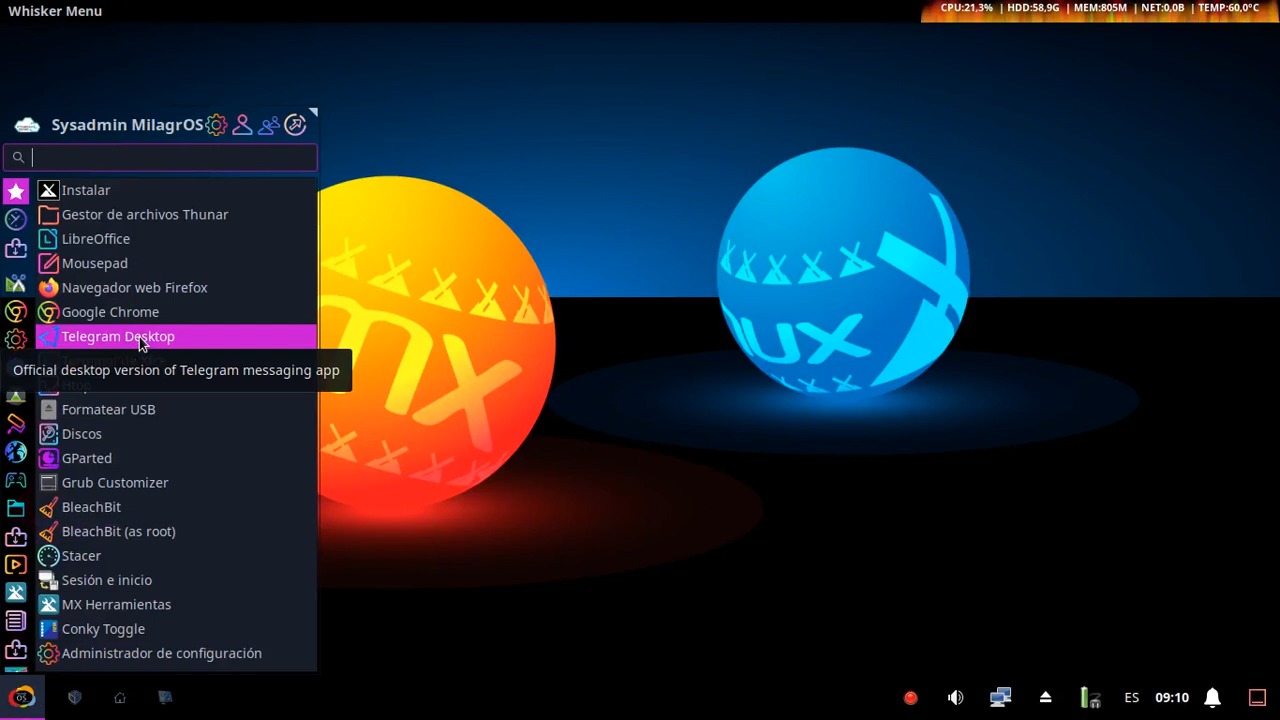 Whisker Menu
CPU:21,3% | HDD:58,9G | MEM:805M | NET:0,0B | TEMP:60,0°C
Sysadmin MilagrOS
Instalar
Gestor de archivos Thunar
LibreOffice
Mousepad
Navegador web Firefox
Google Chrome
Telegram Desktop
Official desktop version of Telegram messaging app
Formatear USB
Discos
GParted
Grub Customizer
BleachBit
BleachBit (as root)
Stacer
Sesión e inicio
MX Herramientas
Conky Toggle
Administrador de configuración
mx
ux
OS
ES
09:10